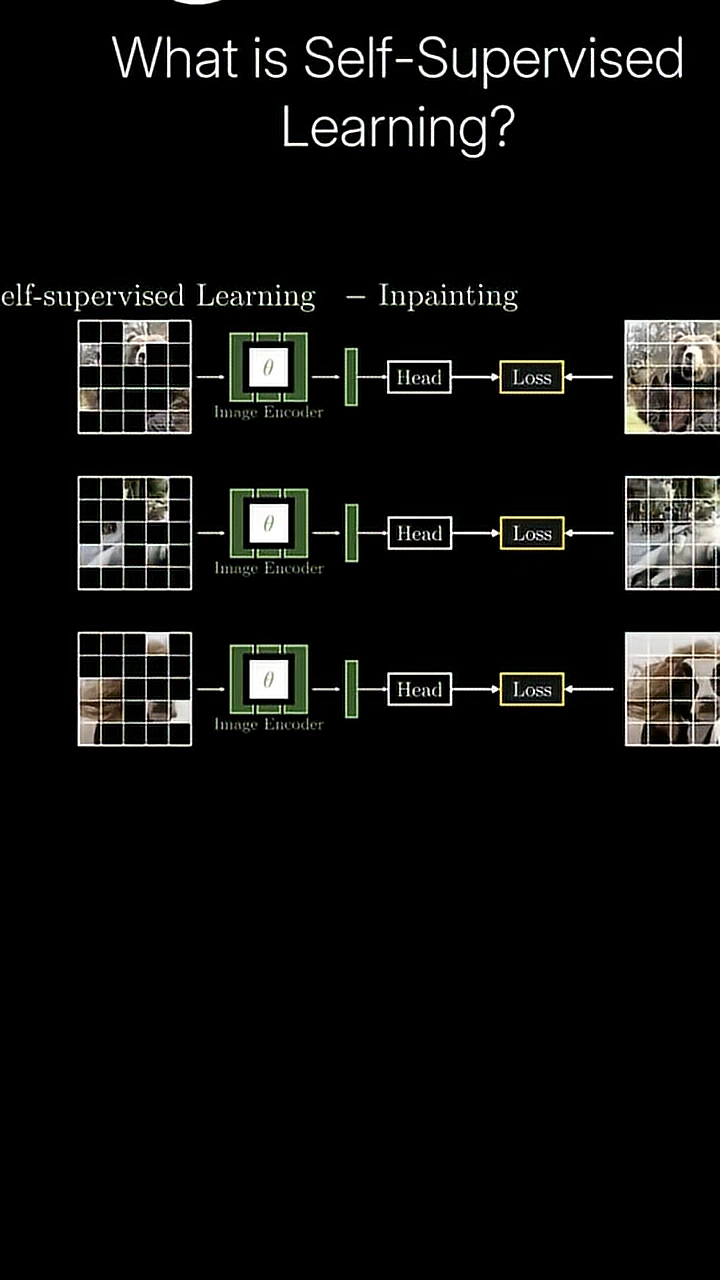 What is Self-Supervised
Learning?
elf-supervised Learning – Inpainting
θ
Image Encoder
Head
Loss
θ
Image Encoder
Head
Loss
θ
Image Encoder
Head
Loss